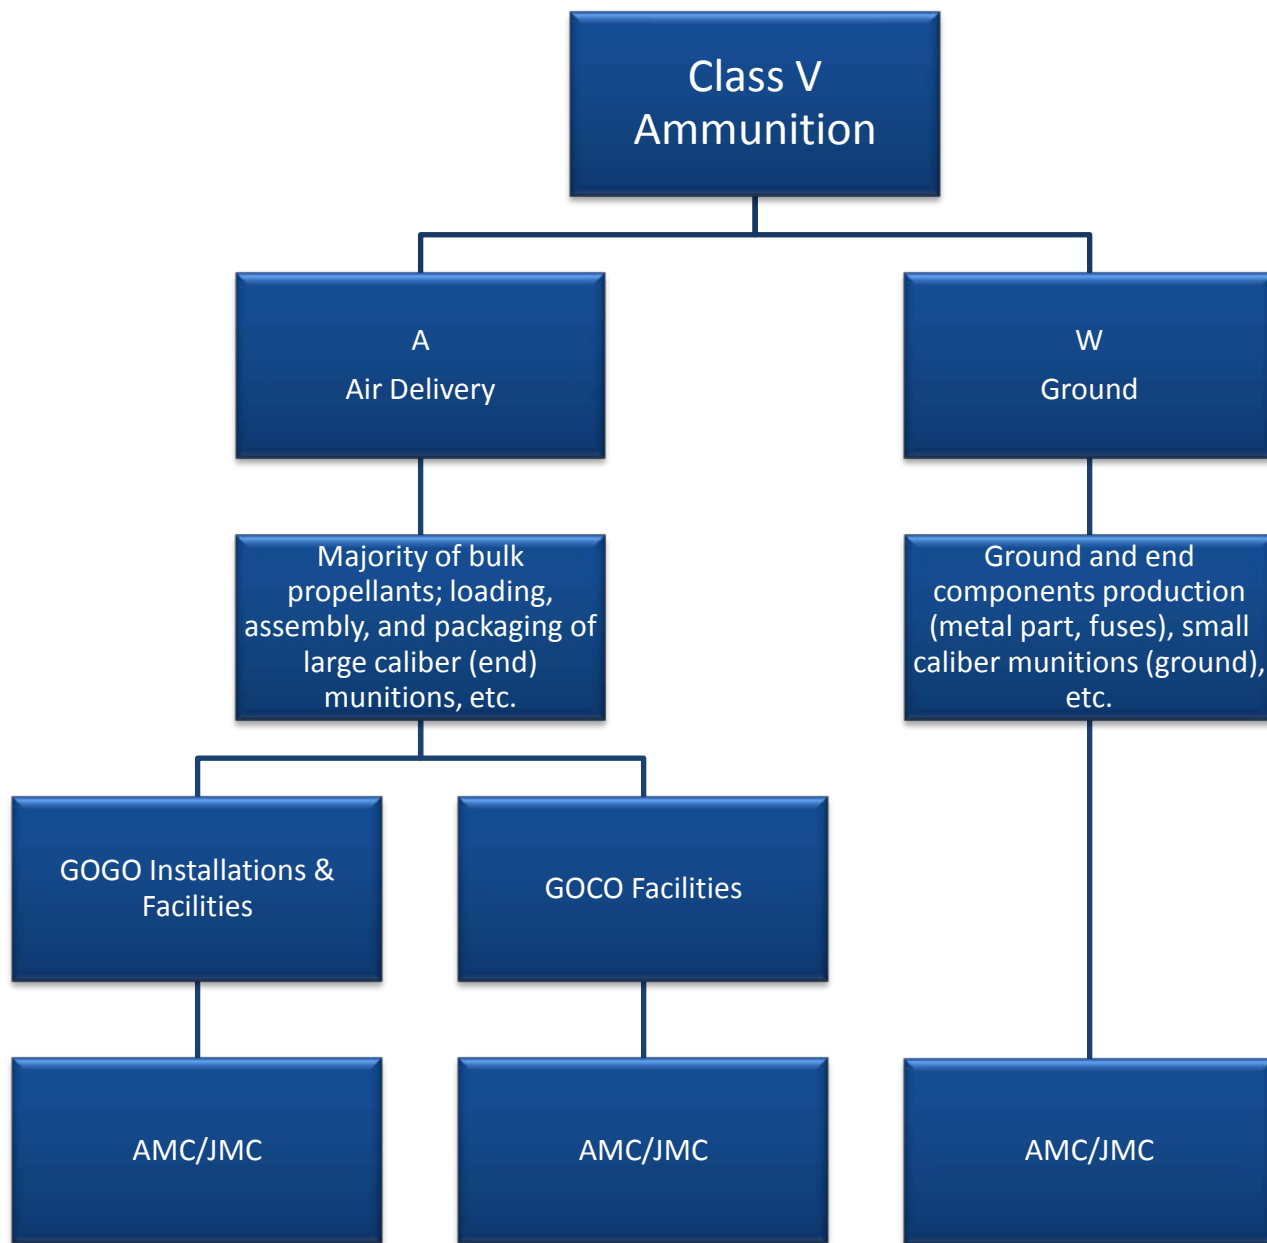 Class V
Ammunition
A
Air Delivery
W
Ground
Majority of bulk
propellants; loading,
assembly, and packaging of
large caliber (end)
munitions, etc.
Ground and end
components production
(metal part, fuses), small
caliber munitions (ground),
etc.
GOGO Installations &
Facilities
GOCO Facilities
AMC/JMC
AMC/JMC
AMC/JMC